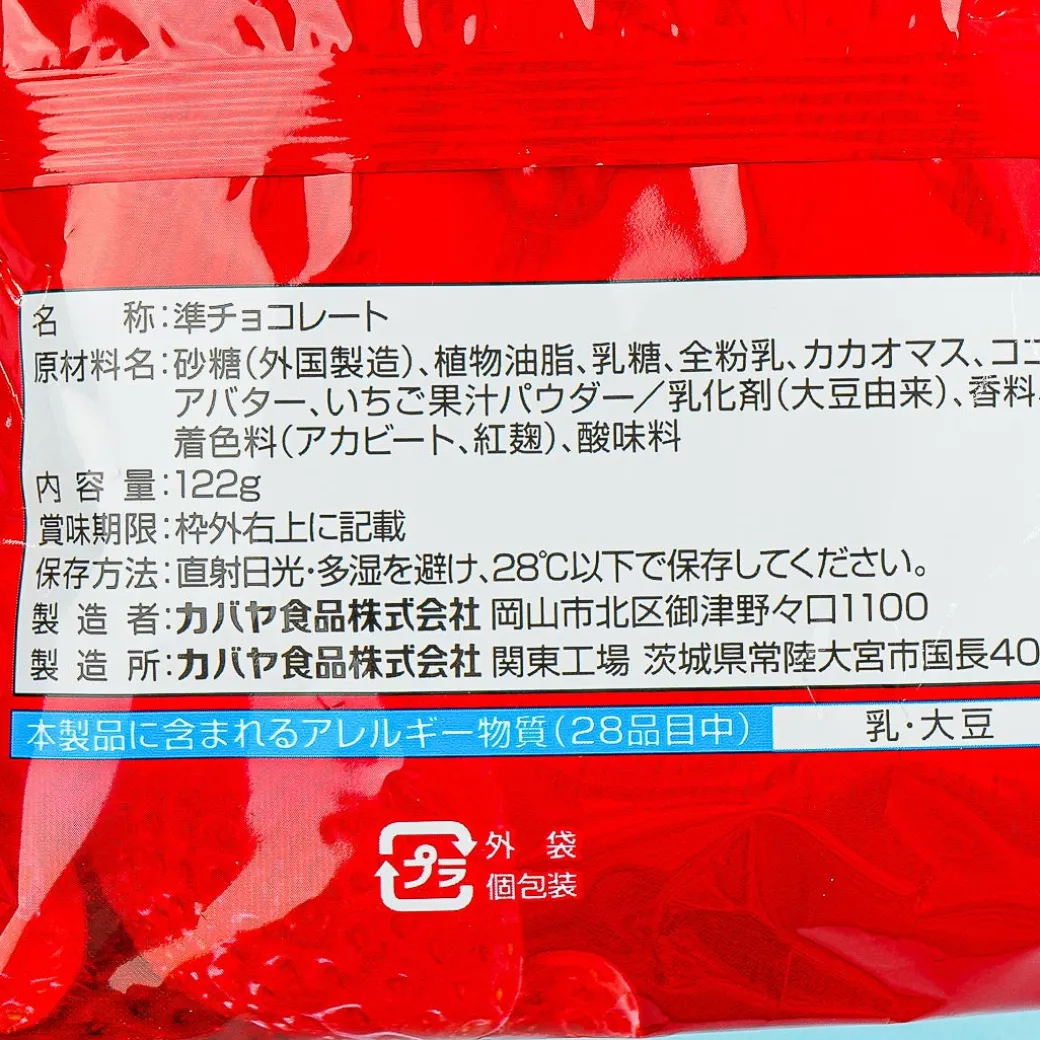 名 称:準チョコレート
原材料名:砂糖(外国製造)、植物油脂、乳糖、全粉乳、カカオマス、ココ
アバター、いちご果汁パウダー/乳化剤(大豆由来)、香料、
着色料(アカビート、紅麹)、酸味料
内容量:122g
賞味期限:枠外右上に記載
保存方法:直射日光・多湿を避け、28℃以下で保存してください。
製造者:カバヤ食品株式会社 岡山市北区御津野々口1100
製造所:カバヤ食品株式会社 関東工場 茨城県常陸大宮市国長40
本製品に含まれるアレルギー物質(28品目中) 乳・大豆
プラ 外袋
個包装